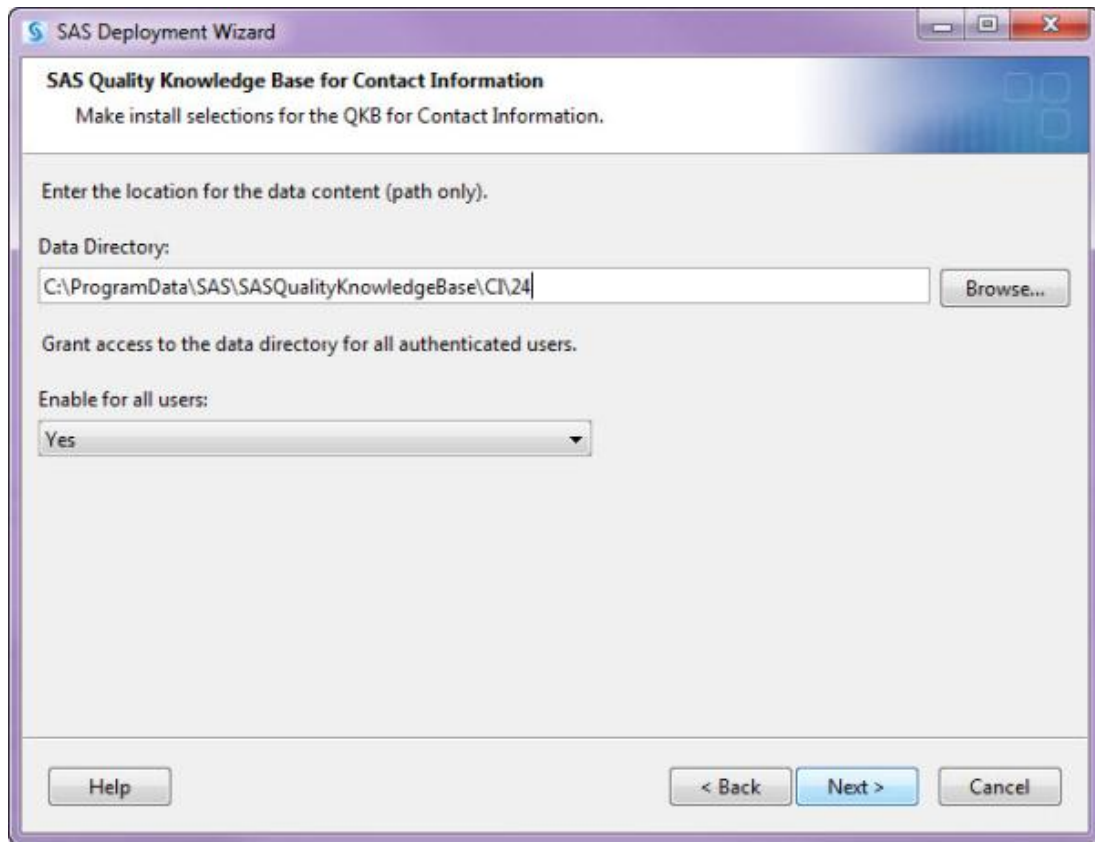 SAS Deployment Wizard
SAS Quality Knowledge Base for Contact Information
Make install selections for the QKB for Contact Information.
Enter the location for the data content (path only).
Data Directory:
C:\ProgramData\SAS\SASQualityKnowledgeBase\CI\24
Browse...
Grant access to the data directory for all authenticated users.
Enable for all users:
Yes
Help
< Back
Next >
Cancel